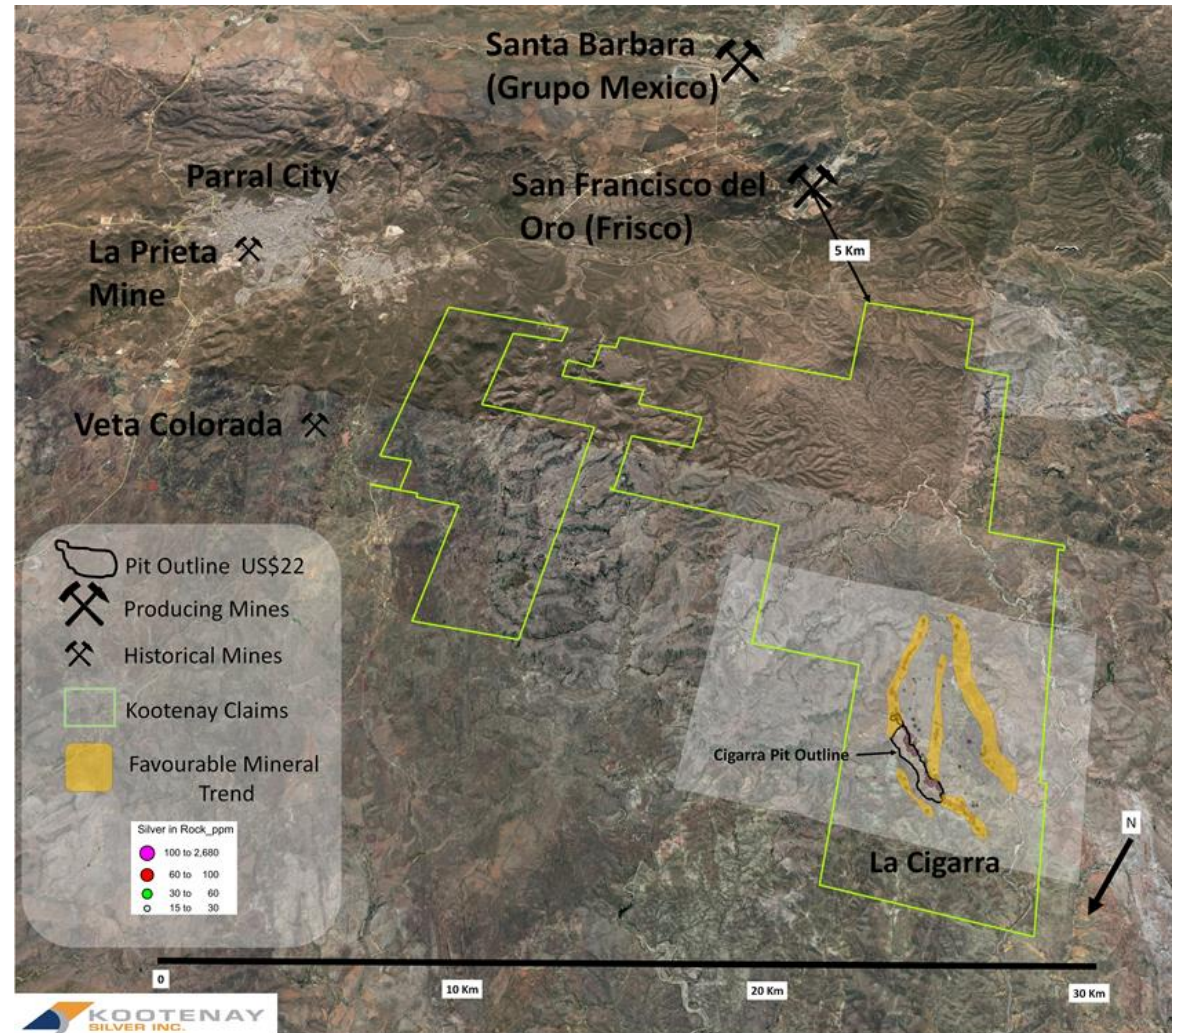 Santa Barbara
(Grupo Mexico)
Parral City
San Francisco del
Oro (Frisco)
La Prieta
Mine
5 Km
Veta Colorada
Pit Outline US$22
Producing Mines
Historical Mines
Kootenay Claims
Favourable Mineral
Trend
Silver in Rock_ppm
100 to 2,680
60 to 100
30 to 60
15 to 30
Cigarra Pit Outline
La Cigarra
N
0
10 Km
20 Km
30 Km
KOOTENAY
SILVER INC.